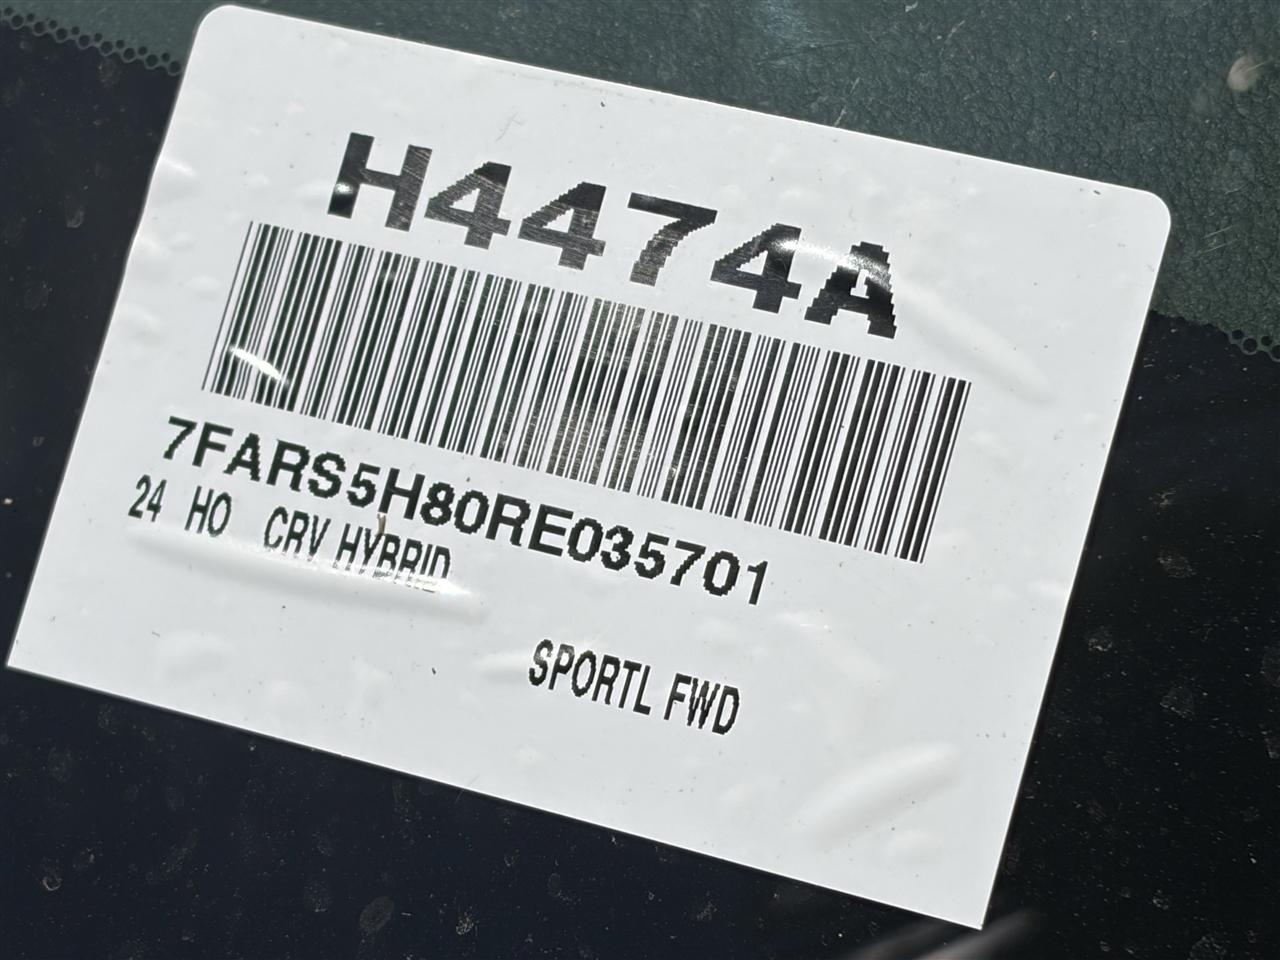 H4474A
7FARS5H80RE035701
24 HO CRV HYBRID
SPORTL FWD